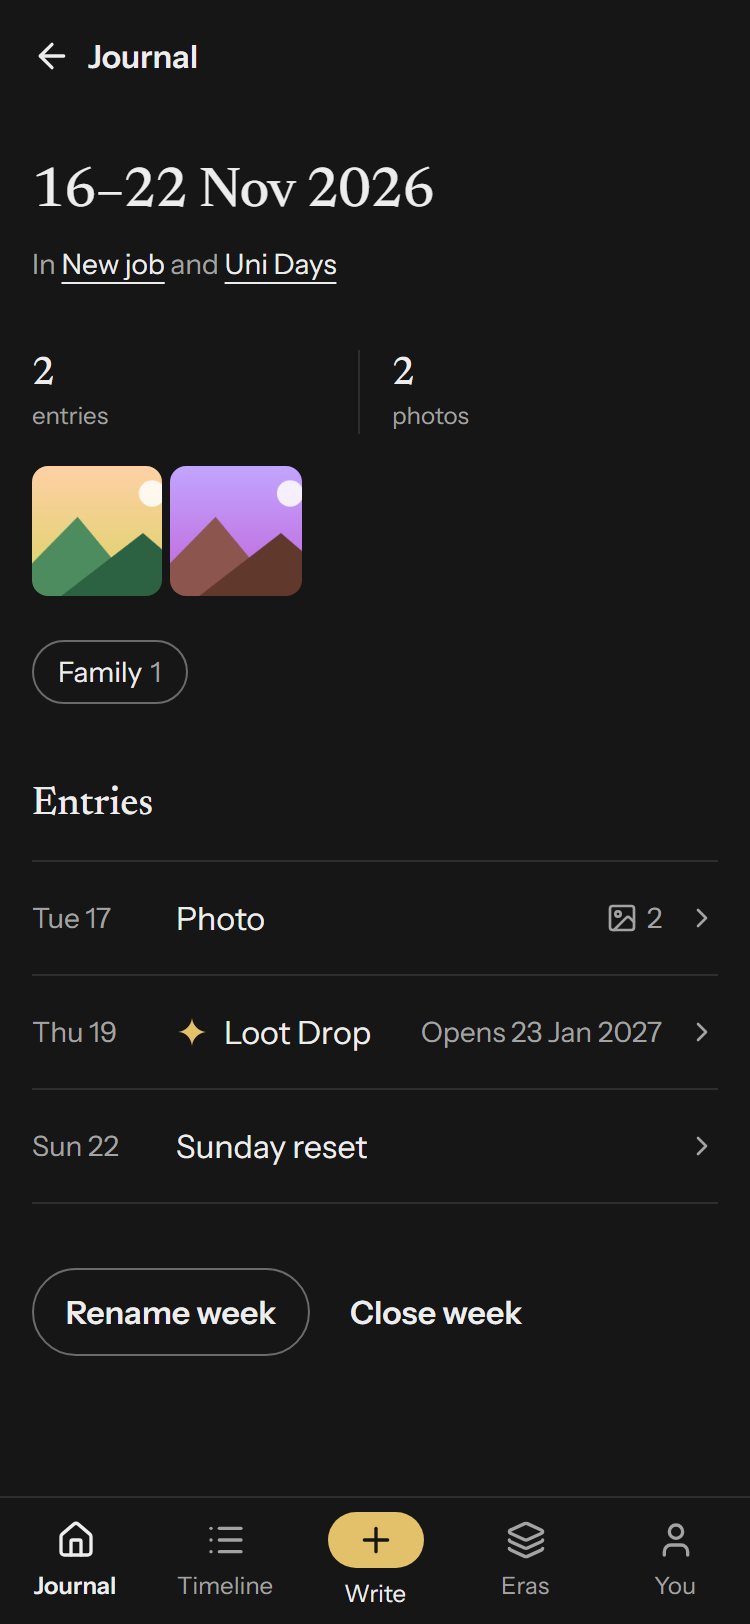 Journal
16–22 Nov 2026
In New job and Uni Days
2
entries
2
photos
Family 1
Entries
Tue 17 Photo 2
Thu 19 Loot Drop Opens 23 Jan 2027
Sun 22 Sunday reset
Rename week Close week
Journal Timeline Write Eras You